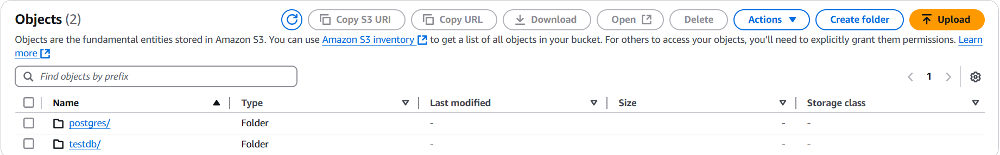 Objects (2)
Copy S3 URI
Copy URL
Download
Open
Delete
Actions
Create folder
Upload
Objects are the fundamental entities stored in Amazon S3. You can use Amazon S3 inventory to get a list of all objects in your bucket. For others to access your objects, you'll need to explicitly grant them permissions. Learn
more
Find objects by prefix
1
Name Type Last modified Size Storage class
postgres/ Folder - - -
testdb/ Folder - - -